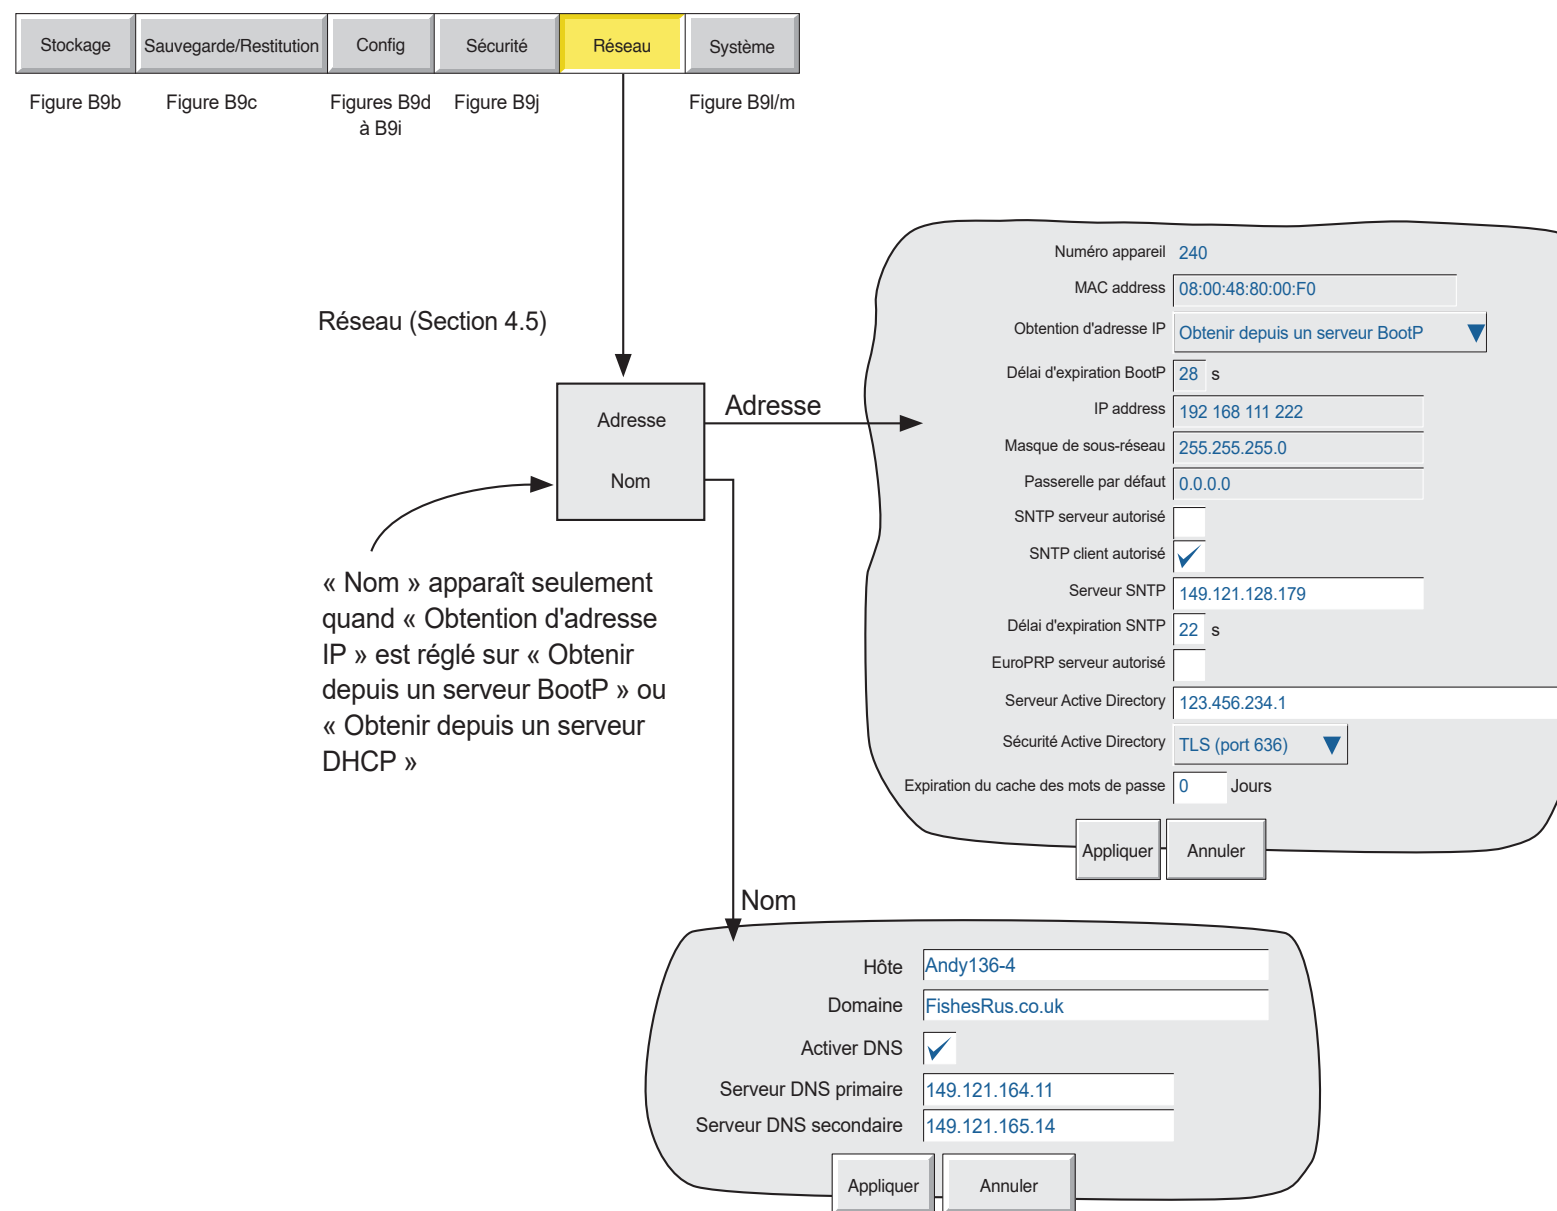 Stockage Sauvegarde/Restitution Config Sécurité Réseau Système
Figure B9b Figure B9c Figures B9d Figure B9j Figure B9l/m
à B9i
Réseau (Section 4.5)
Adresse
Nom
Adresse
« Nom » apparaît seulement
quand « Obtention d'adresse
IP » est réglé sur « Obtenir
depuis un serveur BootP » ou
« Obtenir depuis un serveur
DHCP »
Numéro appareil 240
MAC address 08:00:48:80:00:F0
Obtention d'adresse IP Obtenir depuis un serveur BootP
Délai d'expiration BootP 28 s
IP address 192 168 111 222
Masque de sous-réseau 255.255.255.0
Passerelle par défaut 0.0.0.0
SNTP serveur autorisé
SNTP client autorisé
Serveur SNTP 149.121.128.179
Délai d'expiration SNTP 22 s
EuroPRP serveur autorisé
Serveur Active Directory 123.456.234.1
Sécurité Active Directory TLS (port 636)
Expiration du cache des mots de passe 0 Jours
Appliquer Annuler
Nom
Hôte Andy136-4
Domaine FishesRus.co.uk
Activer DNS
Serveur DNS primaire 149.121.164.11
Serveur DNS secondaire 149.121.165.14
Appliquer Annuler